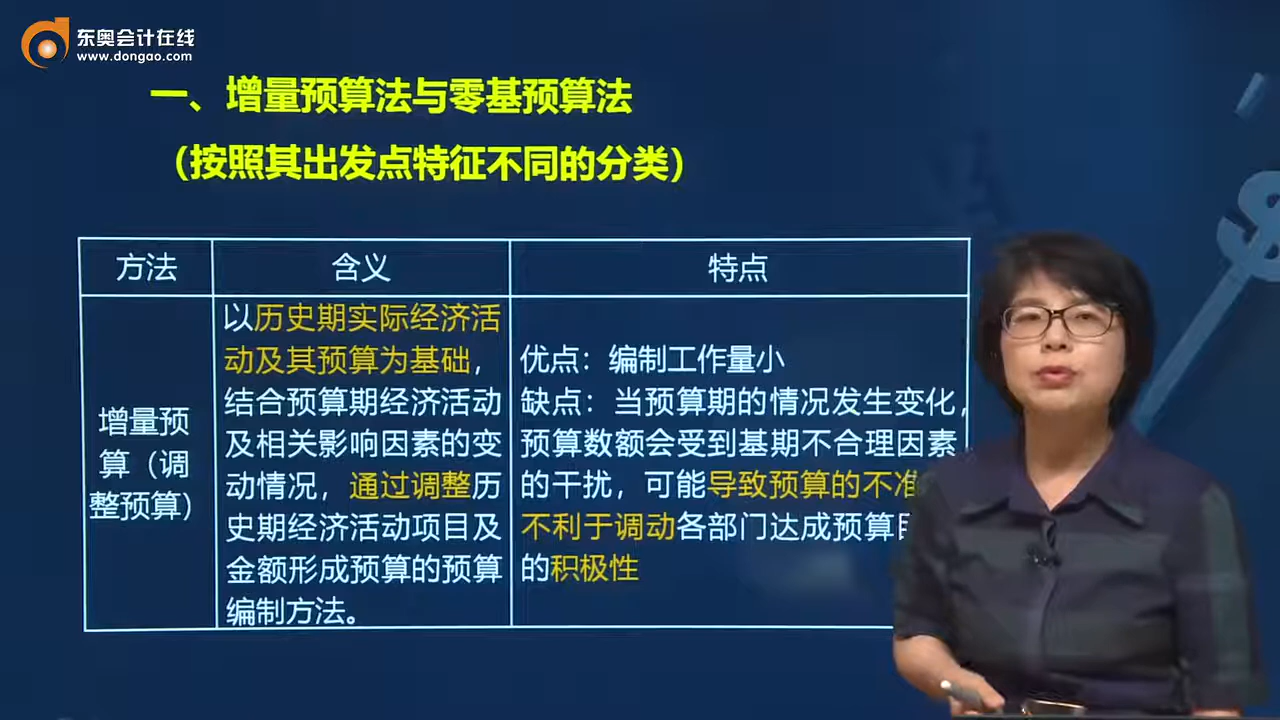 东奥会计在线
www.dongao.com
一、增量预算法与零基预算法
（按照其出发点特征不同的分类）
方法
含义
特点
增量预
算（调
整预算）
以历史期实际经济活
动及其预算为基础，
结合预算期经济活动
及相关影响因素的变
动情况，通过调整历
史期经济活动项目及
金额形成预算的预算
编制方法。
优点：编制工作量小
缺点：当预算期的情况发生变化，
预算数额会受到基期不合理因素
的干扰，可能导致预算的不准
不利于调动各部门达成预算
的积极性